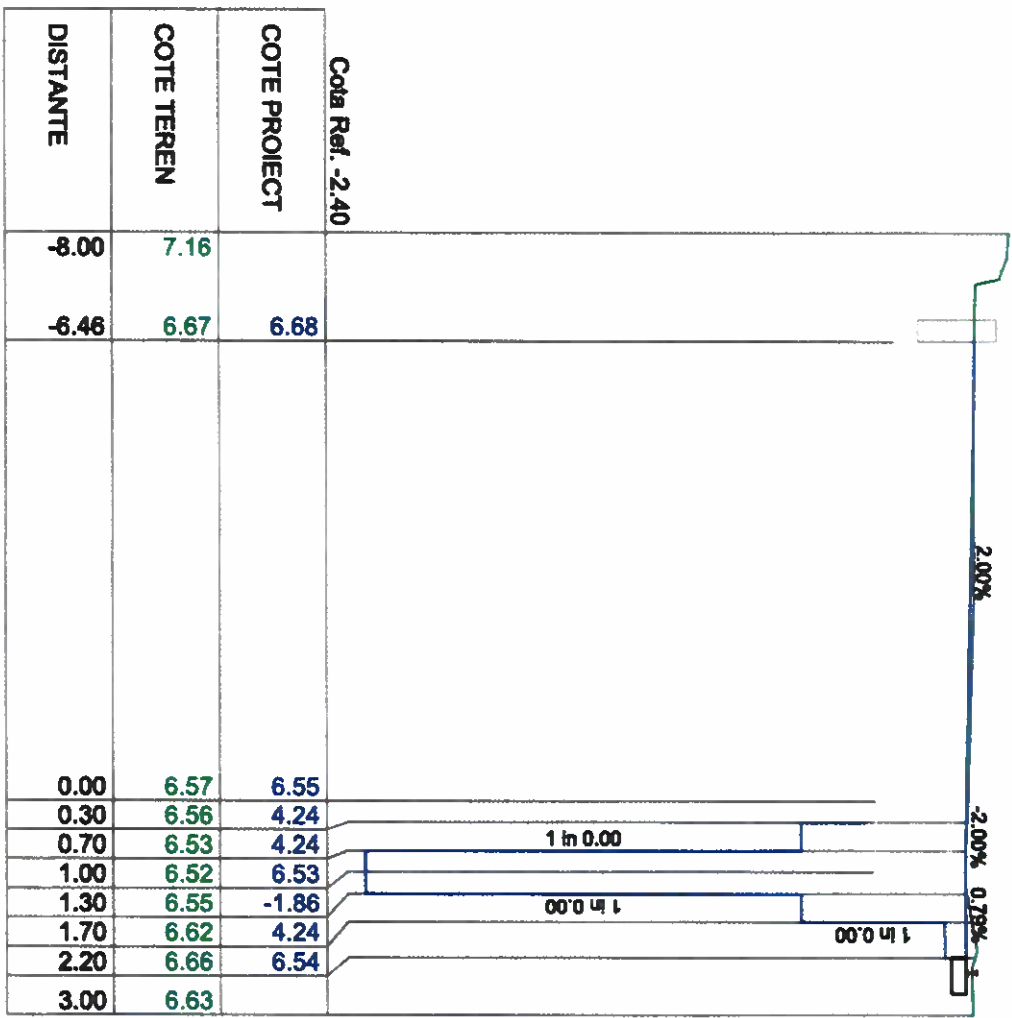 Cota Ref. -2.40
COTE PROIECT
COTE TEREN
DISTANTE
-8.00 7.16
-6.46 6.67 6.68
0.00 6.57 6.55
0.30 6.56 4.24
0.70 6.53 4.24
1.00 6.52 6.53
1.30 6.55 -1.86
1.70 6.62 4.24
2.20 6.66 6.54
3.00 6.63
2.00%
-2.00%
0.79%
1 in 0.00
1 in 0.00
1 in 0.00